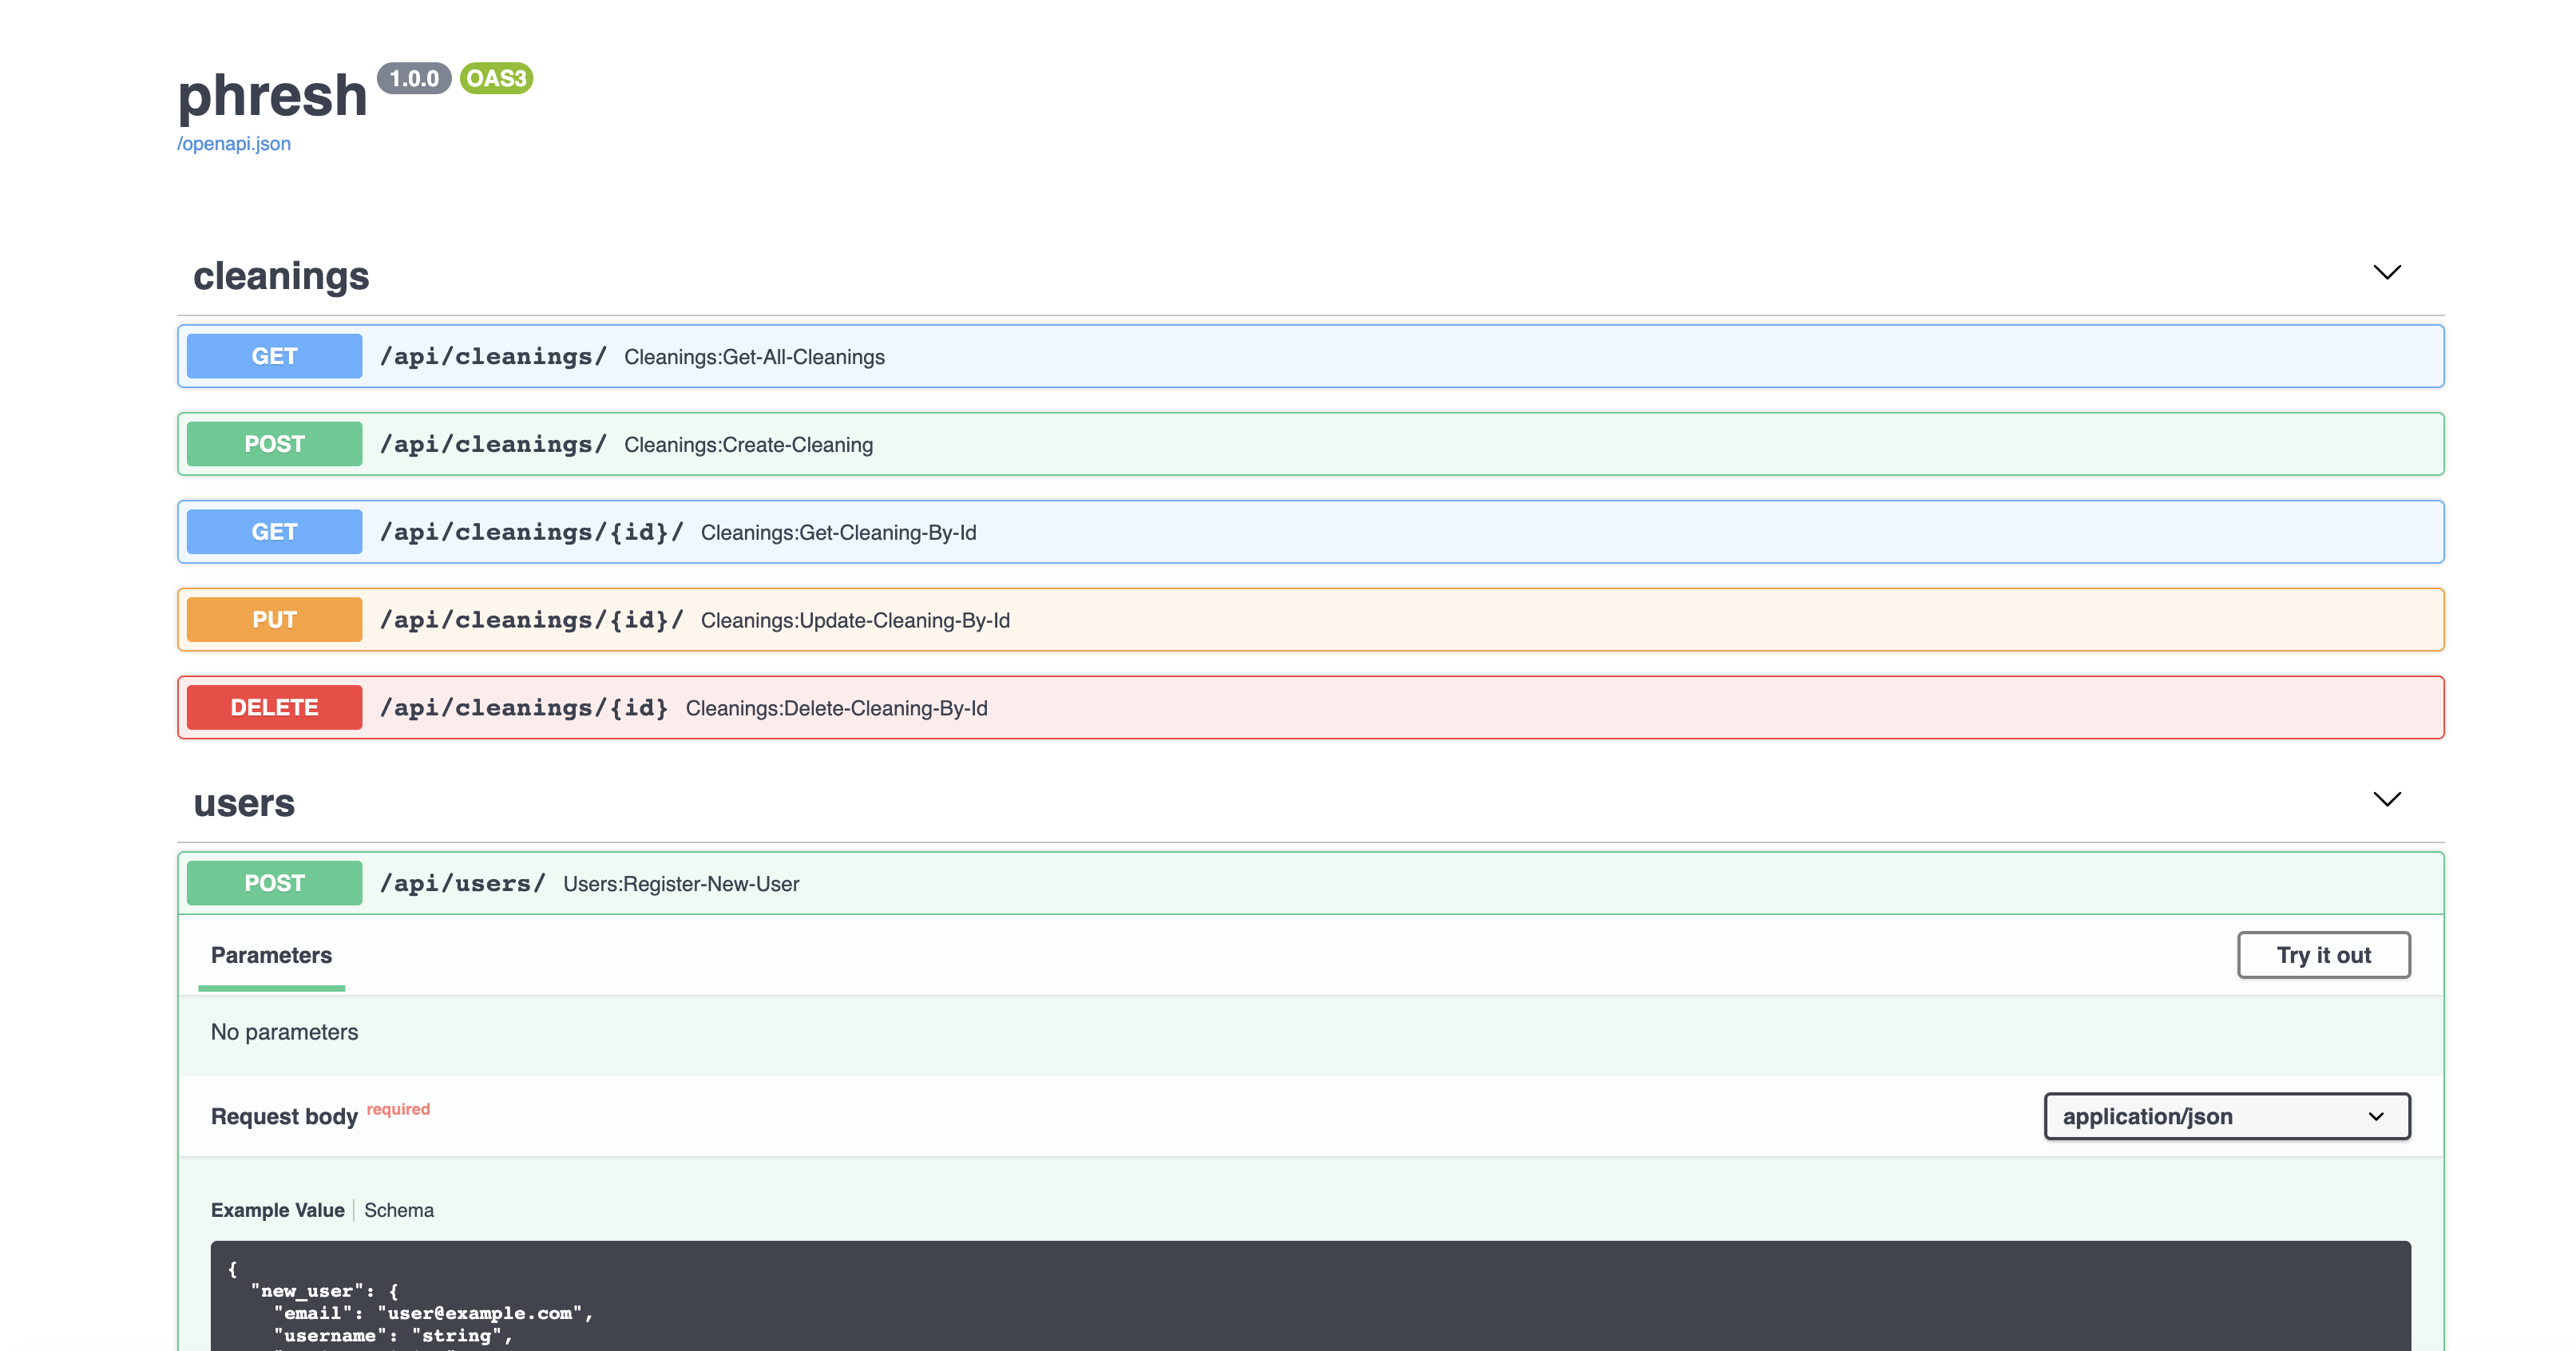 phresh 1.0.0 OAS3
/openapi.json
cleanings
GET /api/cleanings/ Cleanings:Get-All-Cleanings
POST /api/cleanings/ Cleanings:Create-Cleaning
GET /api/cleanings/{id}/ Cleanings:Get-Cleaning-By-Id
PUT /api/cleanings/{id}/ Cleanings:Update-Cleaning-By-Id
DELETE /api/cleanings/{id} Cleanings:Delete-Cleaning-By-Id
users
POST /api/users/ Users:Register-New-User
Parameters Try it out
No parameters
Request body required application/json
Example Value Schema
{
"new_user": {
"email": "user@example.com",
"username": "string",